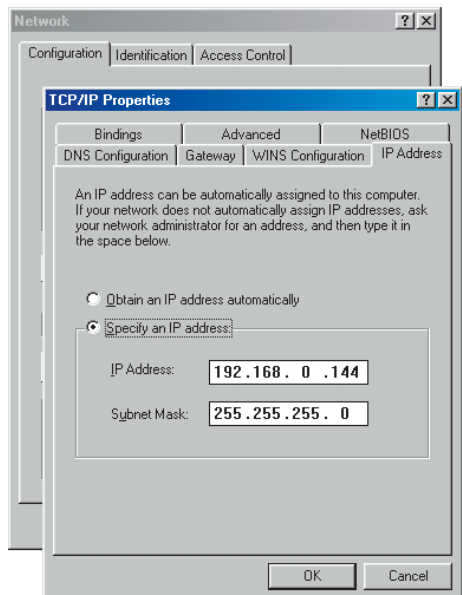 Network
Configuration Identification Access Control
TCP/IP Properties
Bindings Advanced NetBIOS
DNS Configuration Gateway WINS Configuration IP Address
An IP address can be automatically assigned to this computer.
If your network does not automatically assign IP addresses, ask
your network administrator for an address, and then type it in
the space below.
Obtain an IP address automatically
Specify an IP address:
IP Address: 192.168. 0 .144
Subnet Mask: 255.255.255. 0
OK Cancel